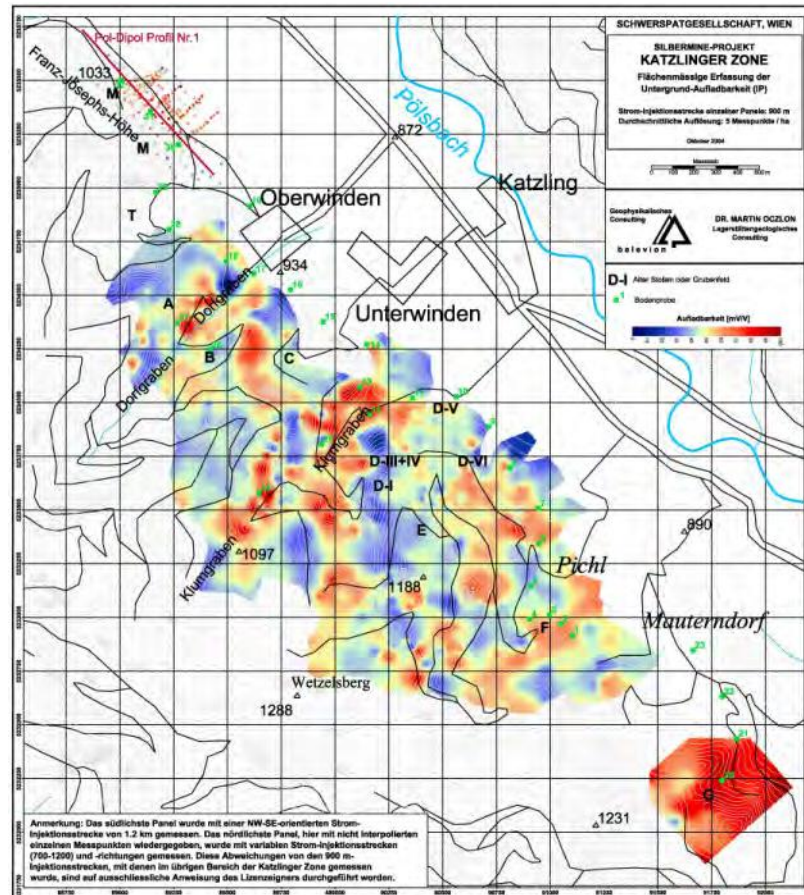 SCHWERSPATGESELLSCHAFT, WIEN
SILBERMINE-PROJEKT
KATZLINGER ZONE
Flächenmässige Erfassung der
Untergrund-Aufladbarkeit (IP)
Strom-Injektionsstrecke einzelner Panele: 900 m
Durchschnittliche Auflösung: 5 Messpunkte / ha
Oktober 2004
Geophysikalisches
Consulting
balevion
DR. MARTIN OCZLON
Lagerstättengeologisches
Consulting
D-I Alter Stollen oder Grubenfeld
1 Bodenprobe
Aufladbarkeit [mV/V]
Pol-Dipol Profil Nr.1
1033
M
Franz-Josephs-Höhe
M
872
Pölsbach
T
Oberwinden
Katzling
934
Unterwinden
A
Dorfgraben
B
C
Dorfgraben
Klumgraben
D-V
D-III+IV
D-VI
D-I
E
Klumgraben
1097
1188
890
Pichl
F
Mauterndorf
Wetzelsberg
1288
23
22
21
G
1231
Anmerkung: Das südlichste Panel wurde mit einer NW-SE-orientierten Strom-
Injektionsstrecke von 1.2 km gemessen. Das nördlichste Panel, hier mit nicht interpolierten
einzelnen Messpunkten wiedergegeben, wurde mit variablen Strom-Injektionsstrecken
(700-1200) und -richtungen gemessen. Diese Abweichungen von den 900 m-
Injektionsstrecken, mit denen im übrigen Bereich der Katzlinger Zone gemessen
wurde, sind auf ausschliessliche Anweisung des Lizenzeigners durchgeführt worden.